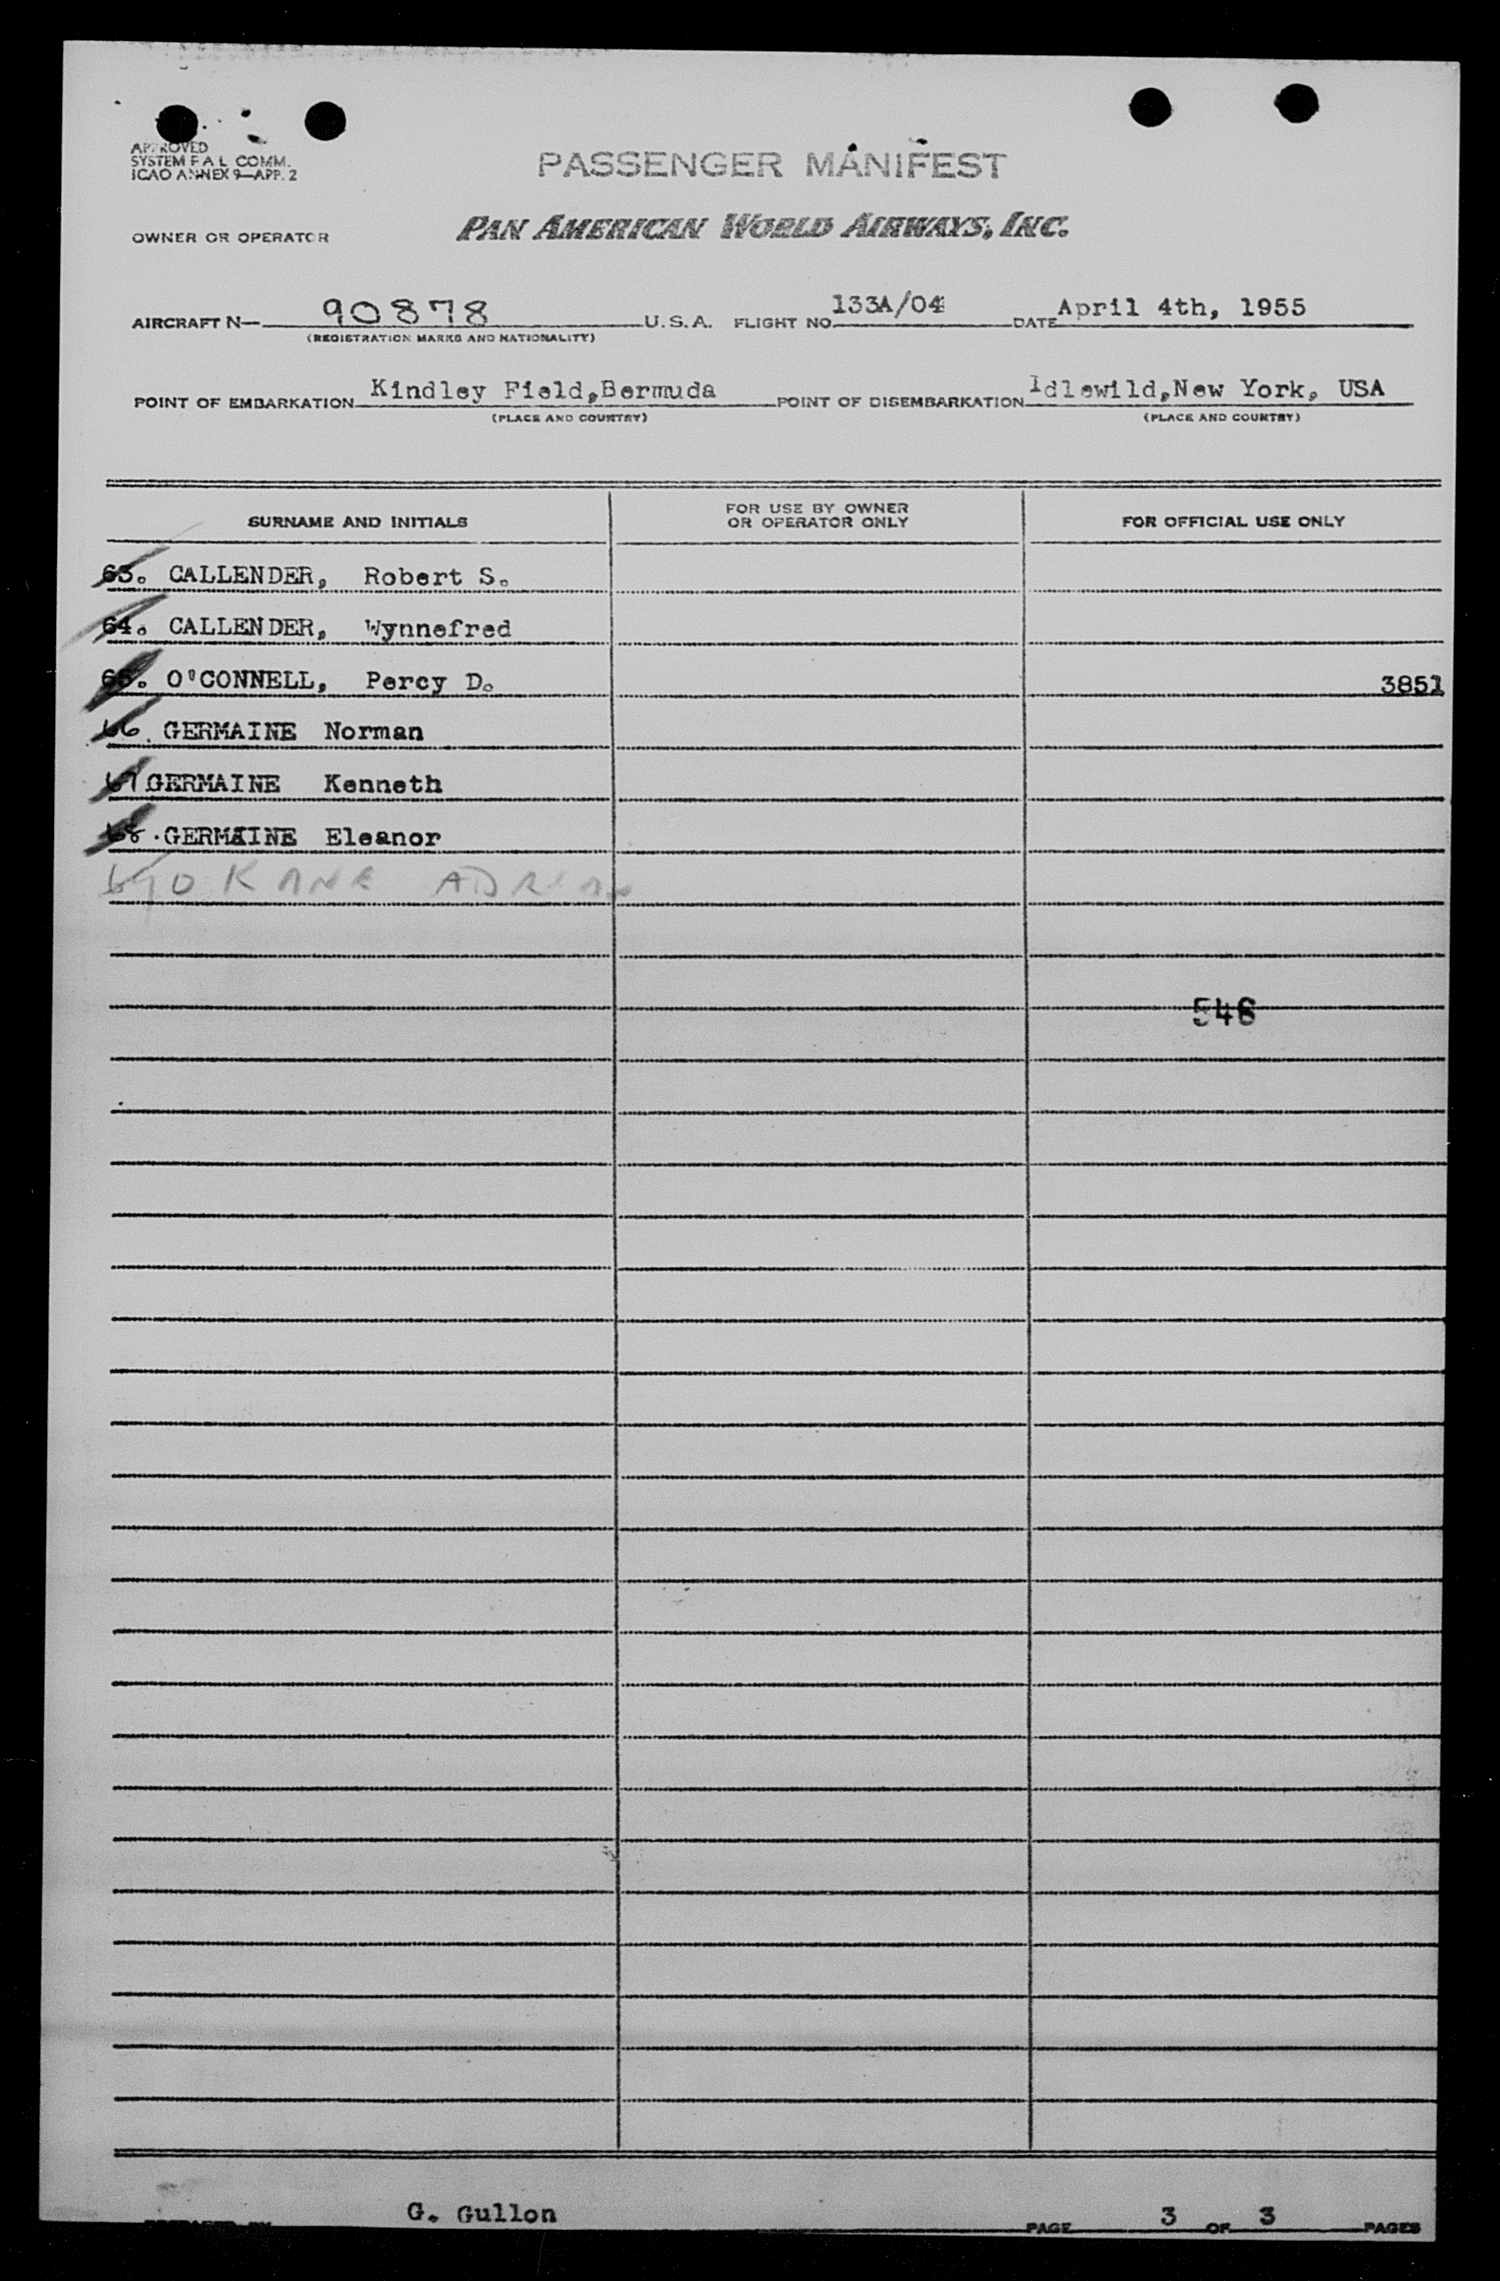 APPROVED
SYSTEM F A L COMM.
ICAO ANNEX 9—APP. 2
PASSENGER MANIFEST
OWNER OR OPERATOR PAN AMERICAN WORLD AIRWAYS, INC.
AIRCRAFT N— 90878 U.S.A. FLIGHT NO. 133A/04 DATE April 4th, 1955
(REGISTRATION MARKS AND NATIONALITY)
POINT OF EMBARKATION Kindley Field,Bermuda POINT OF DISEMBARKATION Idlewild,New York, USA
(PLACE AND COUNTRY) (PLACE AND COUNTRY)
SURNAME AND INITIALS FOR USE BY OWNER OR OPERATOR ONLY FOR OFFICIAL USE ONLY
63. CALLENDER, Robert S.
64. CALLENDER, Wynnefred
65. O'CONNELL, Percy D. 3851
66. GERMAINE Norman
67 GERMAINE Kenneth
68. GERMAINE Eleanor
69 O KANE
546
PREPARED BY G. Gullon PAGE 3 OF 3 PAGES